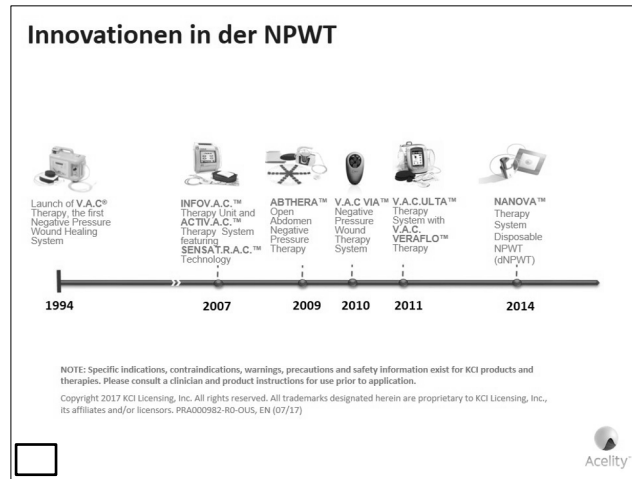 Innovationen in der NPWT
Launch of V.A.C®
Therapy, the first
Negative Pressure
Wound Healing
System
INFOV.A.C.™
Therapy Unit and
ACTIV.A.C.™
Therapy System
featuring
SENSAT.R.A.C.™
Technology
ABTHERA™
Open
Abdomen
Negative
Pressure
Therapy
V.A.C VIA™
Negative
Pressure
Wound
Therapy
System
V.A.C.ULTA™
Therapy
System with
V.A.C.
VERAFLO™
Therapy
NANOVA™
Therapy
System
Disposable
NPWT
(dNPWT)
1994
2007
2009
2010
2011
2014
NOTE: Specific indications, contraindications, warnings, precautions and safety information exist for KCI products and
therapies. Please consult a clinician and product instructions for use prior to application.
Copyright 2017 KCI Licensing, Inc. All rights reserved. All trademarks designated herein are proprietary to KCI Licensing, Inc.,
its affiliates and/or licensors. PRA000982-R0-OUS, EN (07/17)
Acelity™